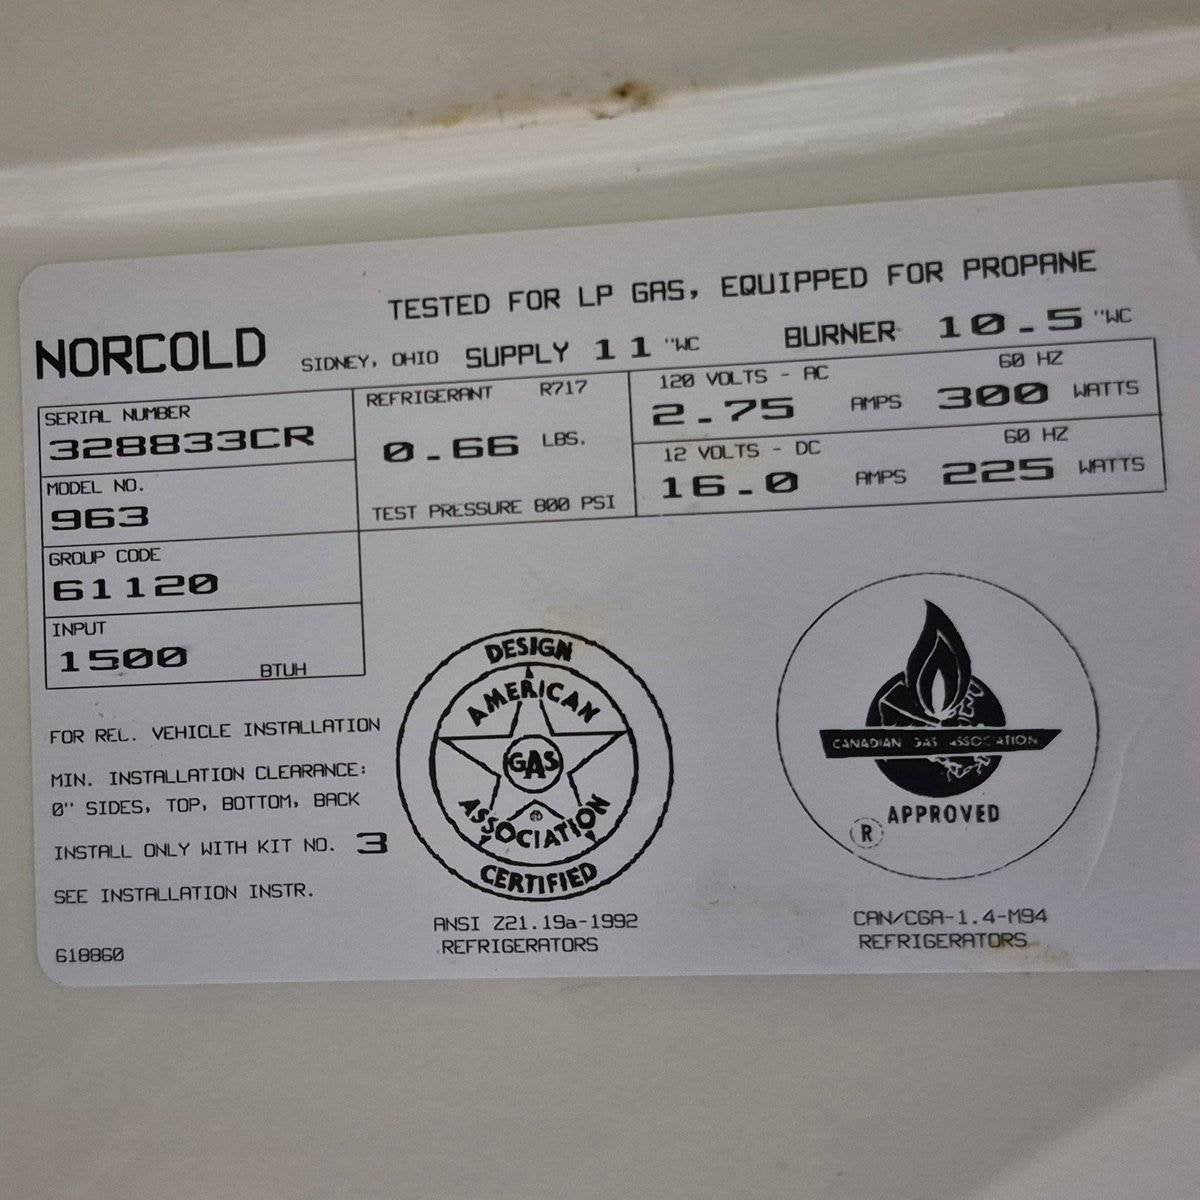 TESTED FOR LP GAS, EQUIPPED FOR PROPANE
NORCOLD SIDNEY, OHIO SUPPLY 11 "WC BURNER 10.5 "WC
SERIAL NUMBER
328833CR
MODEL NO.
963
GROUP CODE
61120
INPUT
1500 BTUH
REFRIGERANT R717
0.66 LBS.
TEST PRESSURE 800 PSI
120 VOLTS - AC 60 HZ
2.75 AMPS 300 WATTS
12 VOLTS - DC 60 HZ
16.0 AMPS 225 WATTS
FOR REL. VEHICLE INSTALLATION
MIN. INSTALLATION CLEARANCE:
0" SIDES, TOP, BOTTOM, BACK
INSTALL ONLY WITH KIT NO. 3
SEE INSTALLATION INSTR.
618860
DESIGN
AMERICAN
GAS
ASSOCIATION
®
CERTIFIED
ANSI Z21.19a-1992
REFRIGERATORS
CANADIAN GAS ASSOCIATION
APPROVED
®
CAN/CGA-1.4-M94
REFRIGERATORS